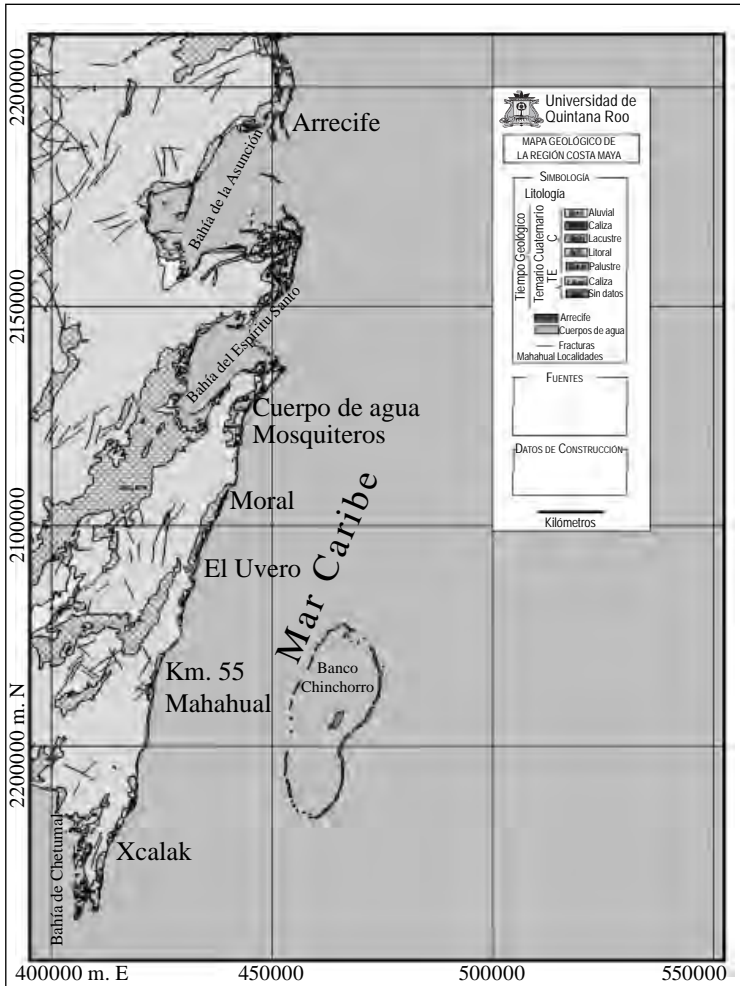 Universidad de
Quintana Roo
MAPA GEOLÓGICO DE
LA REGIÓN COSTA MAYA
SIMBOLOGÍA
Litología
Tiempo Geológico
Temario Cuatemario
TE C
Aluvial
Caliza
Lacustre
Litoral
Palustre
Caliza
Sin datos
Arrecife
Cuerpos de agua
Fracturas
Mahahual Localidades
FUENTES
DATOS DE CONSTRUCCIÓN
Kilómetros
Arrecife
Bahía de la Asunción
Bahía del Espíritu Santo
Cuerpo de agua
Mosquiteros
Moral
El Uvero
Mar Caribe
Km. 55
Mahahual
Banco
Chinchorro
Xcalak
Bahía de Chetumal
2200000
2150000
2100000
2200000 m. N
400000 m. E
450000
500000
550000